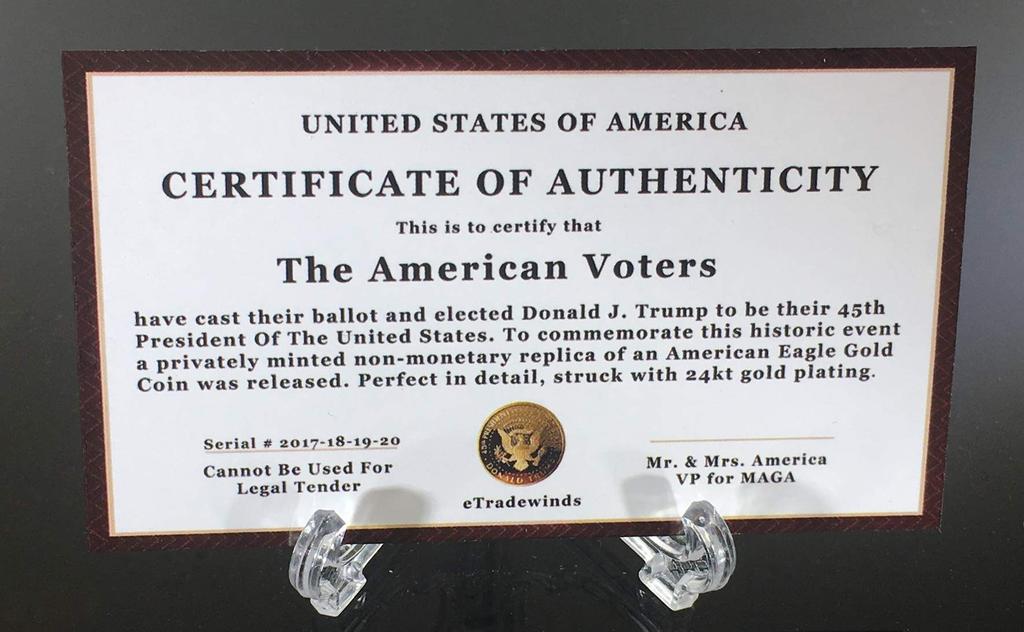 UNITED STATES OF AMERICA
CERTIFICATE OF AUTHENTICITY
This is to certify that
The American Voters
have cast their ballot and elected Donald J. Trump to be their 45th
President Of The United States. To commemorate this historic event
a privately minted non-monetary replica of an American Eagle Gold
Coin was released. Perfect in detail, struck with 24kt gold plating.
Serial # 2017-18-19-20
Cannot Be Used For
Legal Tender
DONALD
eTradewinds
Mr. & Mrs. America
VP for MAGA